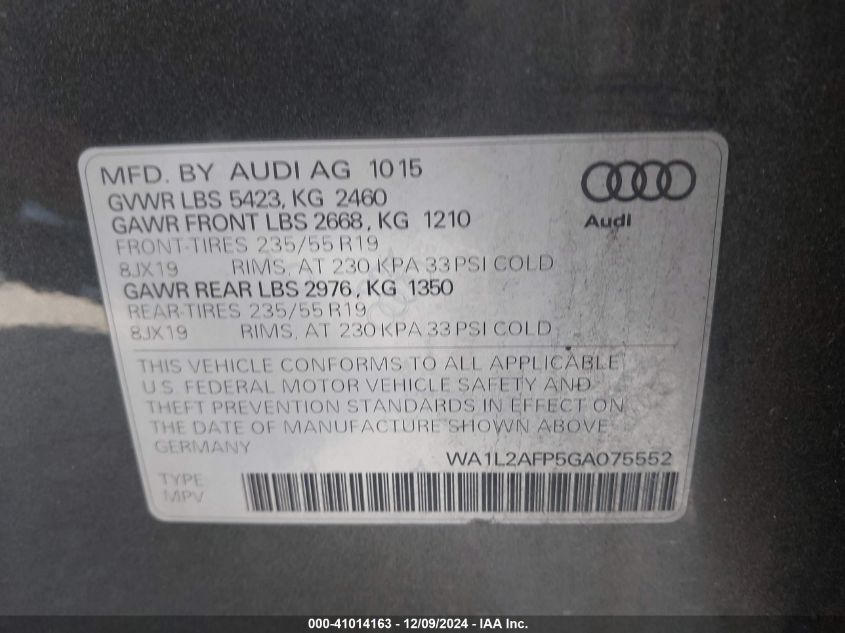 MFD. BY AUDI AG 10 15
GVWR LBS 5423, KG 2460
GAWR FRONT LBS 2668, KG 1210
FRONT-TIRES 235/55 R19
8JX19 RIMS, AT 230 KPA 33 PSI COLD
GAWR REAR LBS 2976, KG 1350
REAR-TIRES 235/55 R19
8JX19 RIMS, AT 230 KPA 33 PSI COLD
Audi
THIS VEHICLE CONFORMS TO ALL APPLICABLE
U.S. FEDERAL MOTOR VEHICLE SAFETY AND
THEFT PREVENTION STANDARDS IN EFFECT ON
THE DATE OF MANUFACTURE SHOWN ABOVE.
GERMANY
WA1L2AFP5GA075552
TYPE
MPV
000-41014163 - 12/09/2024 - IAA Inc.